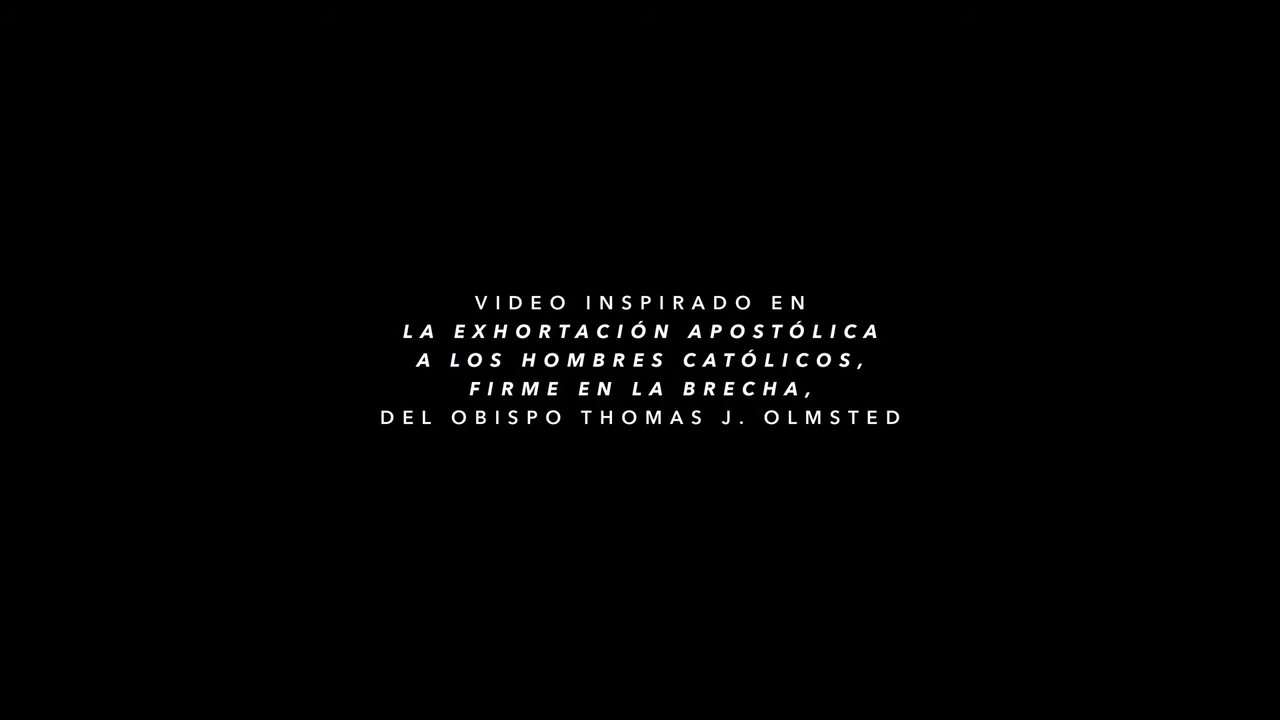 VIDEO INSPIRADO EN
LA EXHORTACIÓN APOSTÓLICA
A LOS HOMBRES CATÓLICOS,
FIRME EN LA BRECHA,
DEL OBISPO THOMAS J. OLMSTED